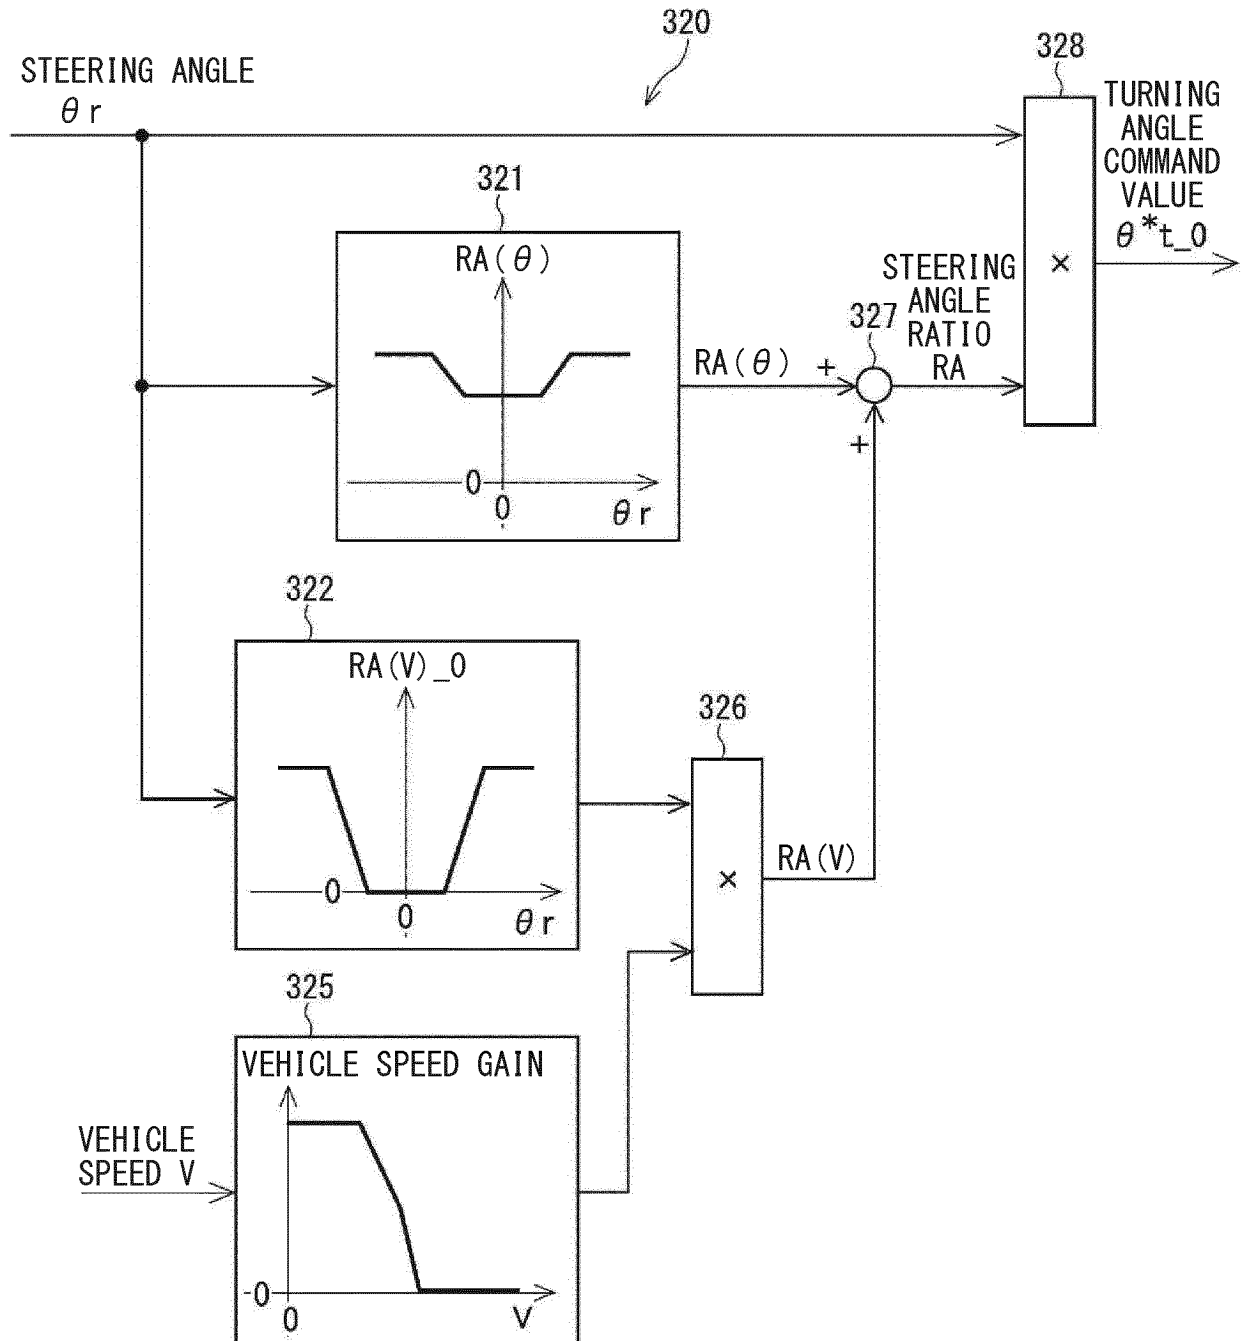 320
328
STEERING ANGLE
θr
TURNING
ANGLE
COMMAND
VALUE
θ*t_0
321
RA(θ)
0
0
θr
RA(θ)
+
+
327
STEERING
ANGLE
RATIO
RA
×
322
RA(V)_0
0
0
θr
326
×
RA(V)
325
VEHICLE SPEED GAIN
VEHICLE
SPEED V
0
0
V